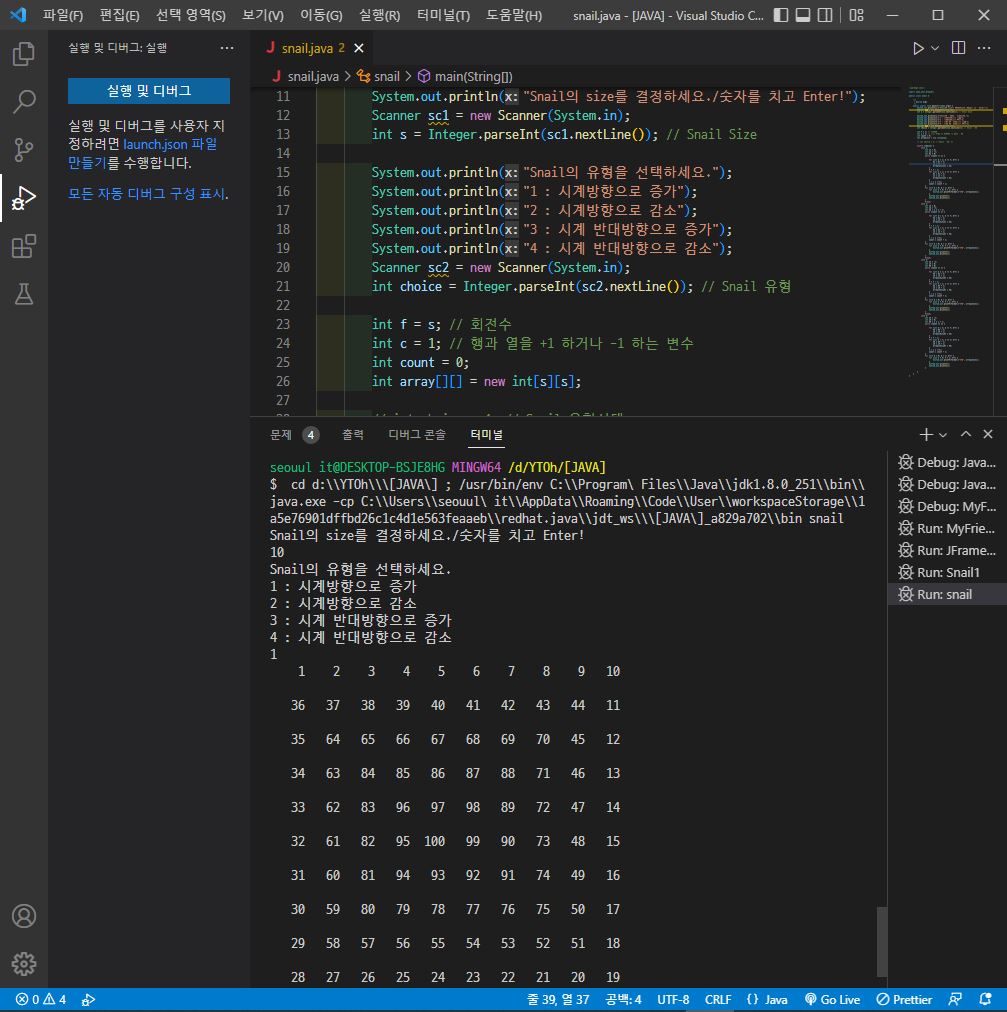 파일(F) 편집(E) 선택 영역(S) 보기(V) 이동(G) 실행(R) 터미널(T) 도움말(H) snail.java - [JAVA] - Visual Studio C...
실행 및 디버그: 실행 ...
실행 및 디버그
실행 및 디버그를 사용자 지
정하려면 launch.json 파일
만들기를 수행합니다.
모든 자동 디버그 구성 표시.
J snail.java 2
J snail.java > snail > main(String[])
11 System.out.println(x: "Snail의 size를 결정하세요./숫자를 치고 Enter!");
12 Scanner sc1 = new Scanner(System.in);
13 int s = Integer.parseInt(sc1.nextLine()); // Snail Size
14
15 System.out.println(x: "Snail의 유형을 선택하세요.");
16 System.out.println(x: "1 : 시계방향으로 증가");
17 System.out.println(x: "2 : 시계방향으로 감소");
18 System.out.println(x: "3 : 시계 반대방향으로 증가");
19 System.out.println(x: "4 : 시계 반대방향으로 감소");
20 Scanner sc2 = new Scanner(System.in);
21 int choice = Integer.parseInt(sc2.nextLine()); // Snail 유형
22
23 int f = s; // 회전수
24 int c = 1; // 행과 열을 +1 하거나 -1 하는 변수
25 int count = 0;
26 int array[][] = new int[s][s];
27
문제 4 출력 디버그 콘솔 터미널
seouul it@DESKTOP-BSJE8HG MINGW64 /d/YTOh/[JAVA]
$ cd d:\\YTOh\\\[JAVA\] ; /usr/bin/env C:\\Program\ Files\\Java\\jdk1.8.0_251\\bin\\
java.exe -cp C:\\Users\\seouul\ it\\AppData\\Roaming\\Code\\User\\workspaceStorage\\1
a5e76901dffbd26c1c4d1e563feaaeb\\redhat.java\\jdt_ws\\\[JAVA\]_a829a702\\bin snail
Snail의 size를 결정하세요./숫자를 치고 Enter!
10
Snail의 유형을 선택하세요.
1 : 시계방향으로 증가
2 : 시계방향으로 감소
3 : 시계 반대방향으로 증가
4 : 시계 반대방향으로 감소
1
1 2 3 4 5 6 7 8 9 10
36 37 38 39 40 41 42 43 44 11
35 64 65 66 67 68 69 70 45 12
34 63 84 85 86 87 88 71 46 13
33 62 83 96 97 98 89 72 47 14
32 61 82 95 100 99 90 73 48 15
31 60 81 94 93 92 91 74 49 16
30 59 80 79 78 77 76 75 50 17
29 58 57 56 55 54 53 52 51 18
28 27 26 25 24 23 22 21 20 19
Debug: Java...
Debug: Java...
Debug: MyF...
Run: MyFrie...
Run: JFrame...
Run: Snail1
Run: snail
0 4 줄 39, 열 37 공백: 4 UTF-8 CRLF {} Java Go Live Prettier